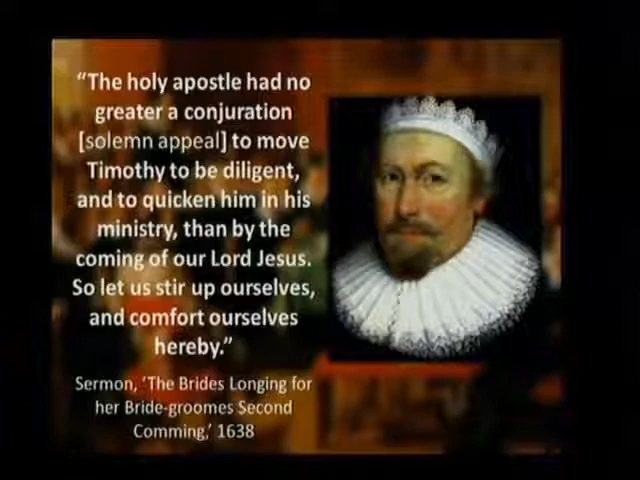 “The holy apostle had no
greater a conjuration
[solemn appeal] to move
Timothy to be diligent,
and to quicken him in his
ministry, than by the
coming of our Lord Jesus.
So let us stir up ourselves,
and comfort ourselves
hereby.”
Sermon, ‘The Brides Longing for
her Bride-groomes Second
Comming,’ 1638